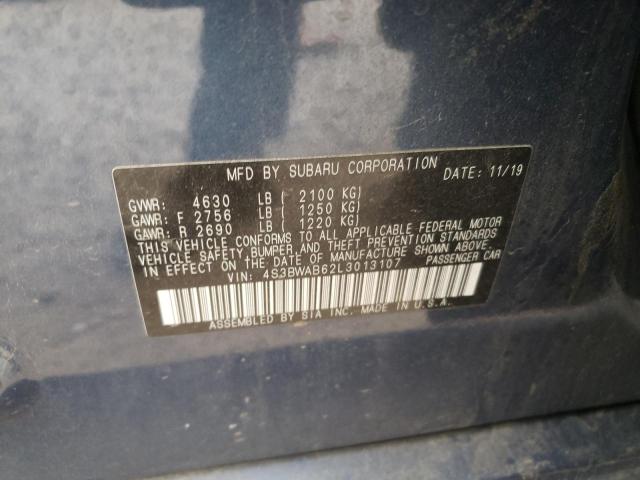 MFD BY SUBARU CORPORATION DATE: 11/19
GVWR: 4630 LB ( 2100 KG)
GAWR: F 2756 LB ( 1250 KG)
GAWR: R 2690 LB ( 1220 KG)
THIS VEHICLE CONFORMS TO ALL APPLICABLE FEDERAL MOTOR
VEHICLE SAFETY, BUMPER AND THEFT PREVENTION STANDARDS
IN EFFECT ON THE DATE OF MANUFACTURE SHOWN ABOVE.
VIN: 4S3BWAB62L3013107 PASSENGER CAR
ASSEMBLED BY SIA INC. MADE IN U.S.A.